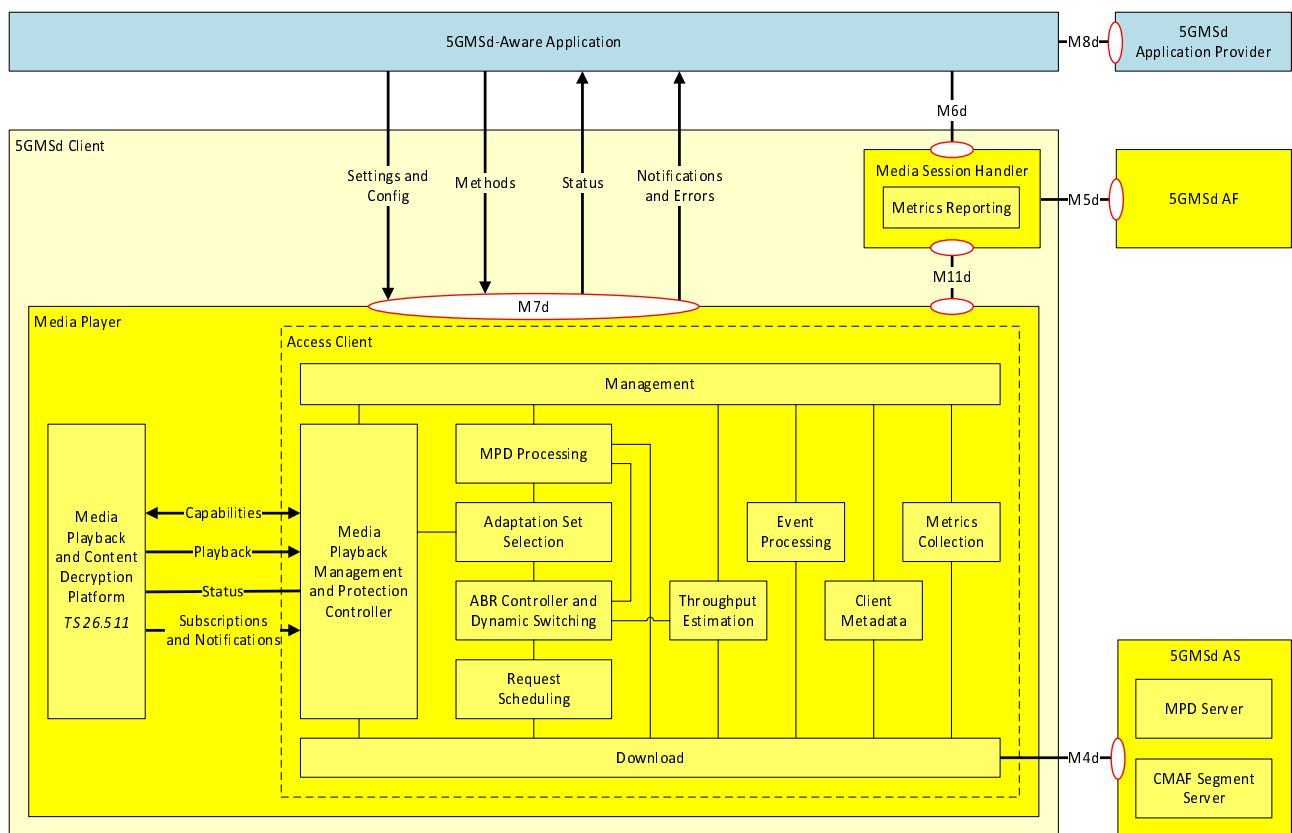 5GMSd-Aware Application
M8d
5GMSd
Application Provider
M6d
5GMSd Client
Settings and
Config
Methods
Status
Notifications
and Errors
Media Session Handler
Metrics Reporting
M5d
5GMSd AF
M11d
M7d
Media Player
Access Client
Management
Media
Playback
and Content
Decryption
Platform
TS 26.511
Capabilities
Playback
Status
Subscriptions
and Notifications
Media
Playback
Management
and Protection
Controller
MPD Processing
Adaptation Set
Selection
ABR Controller and
Dynamic Switching
Request
Scheduling
Throughput
Estimation
Event
Processing
Client
Metadata
Metrics
Collection
Download
M4d
5GMSd AS
MPD Server
CMAF Segment
Server